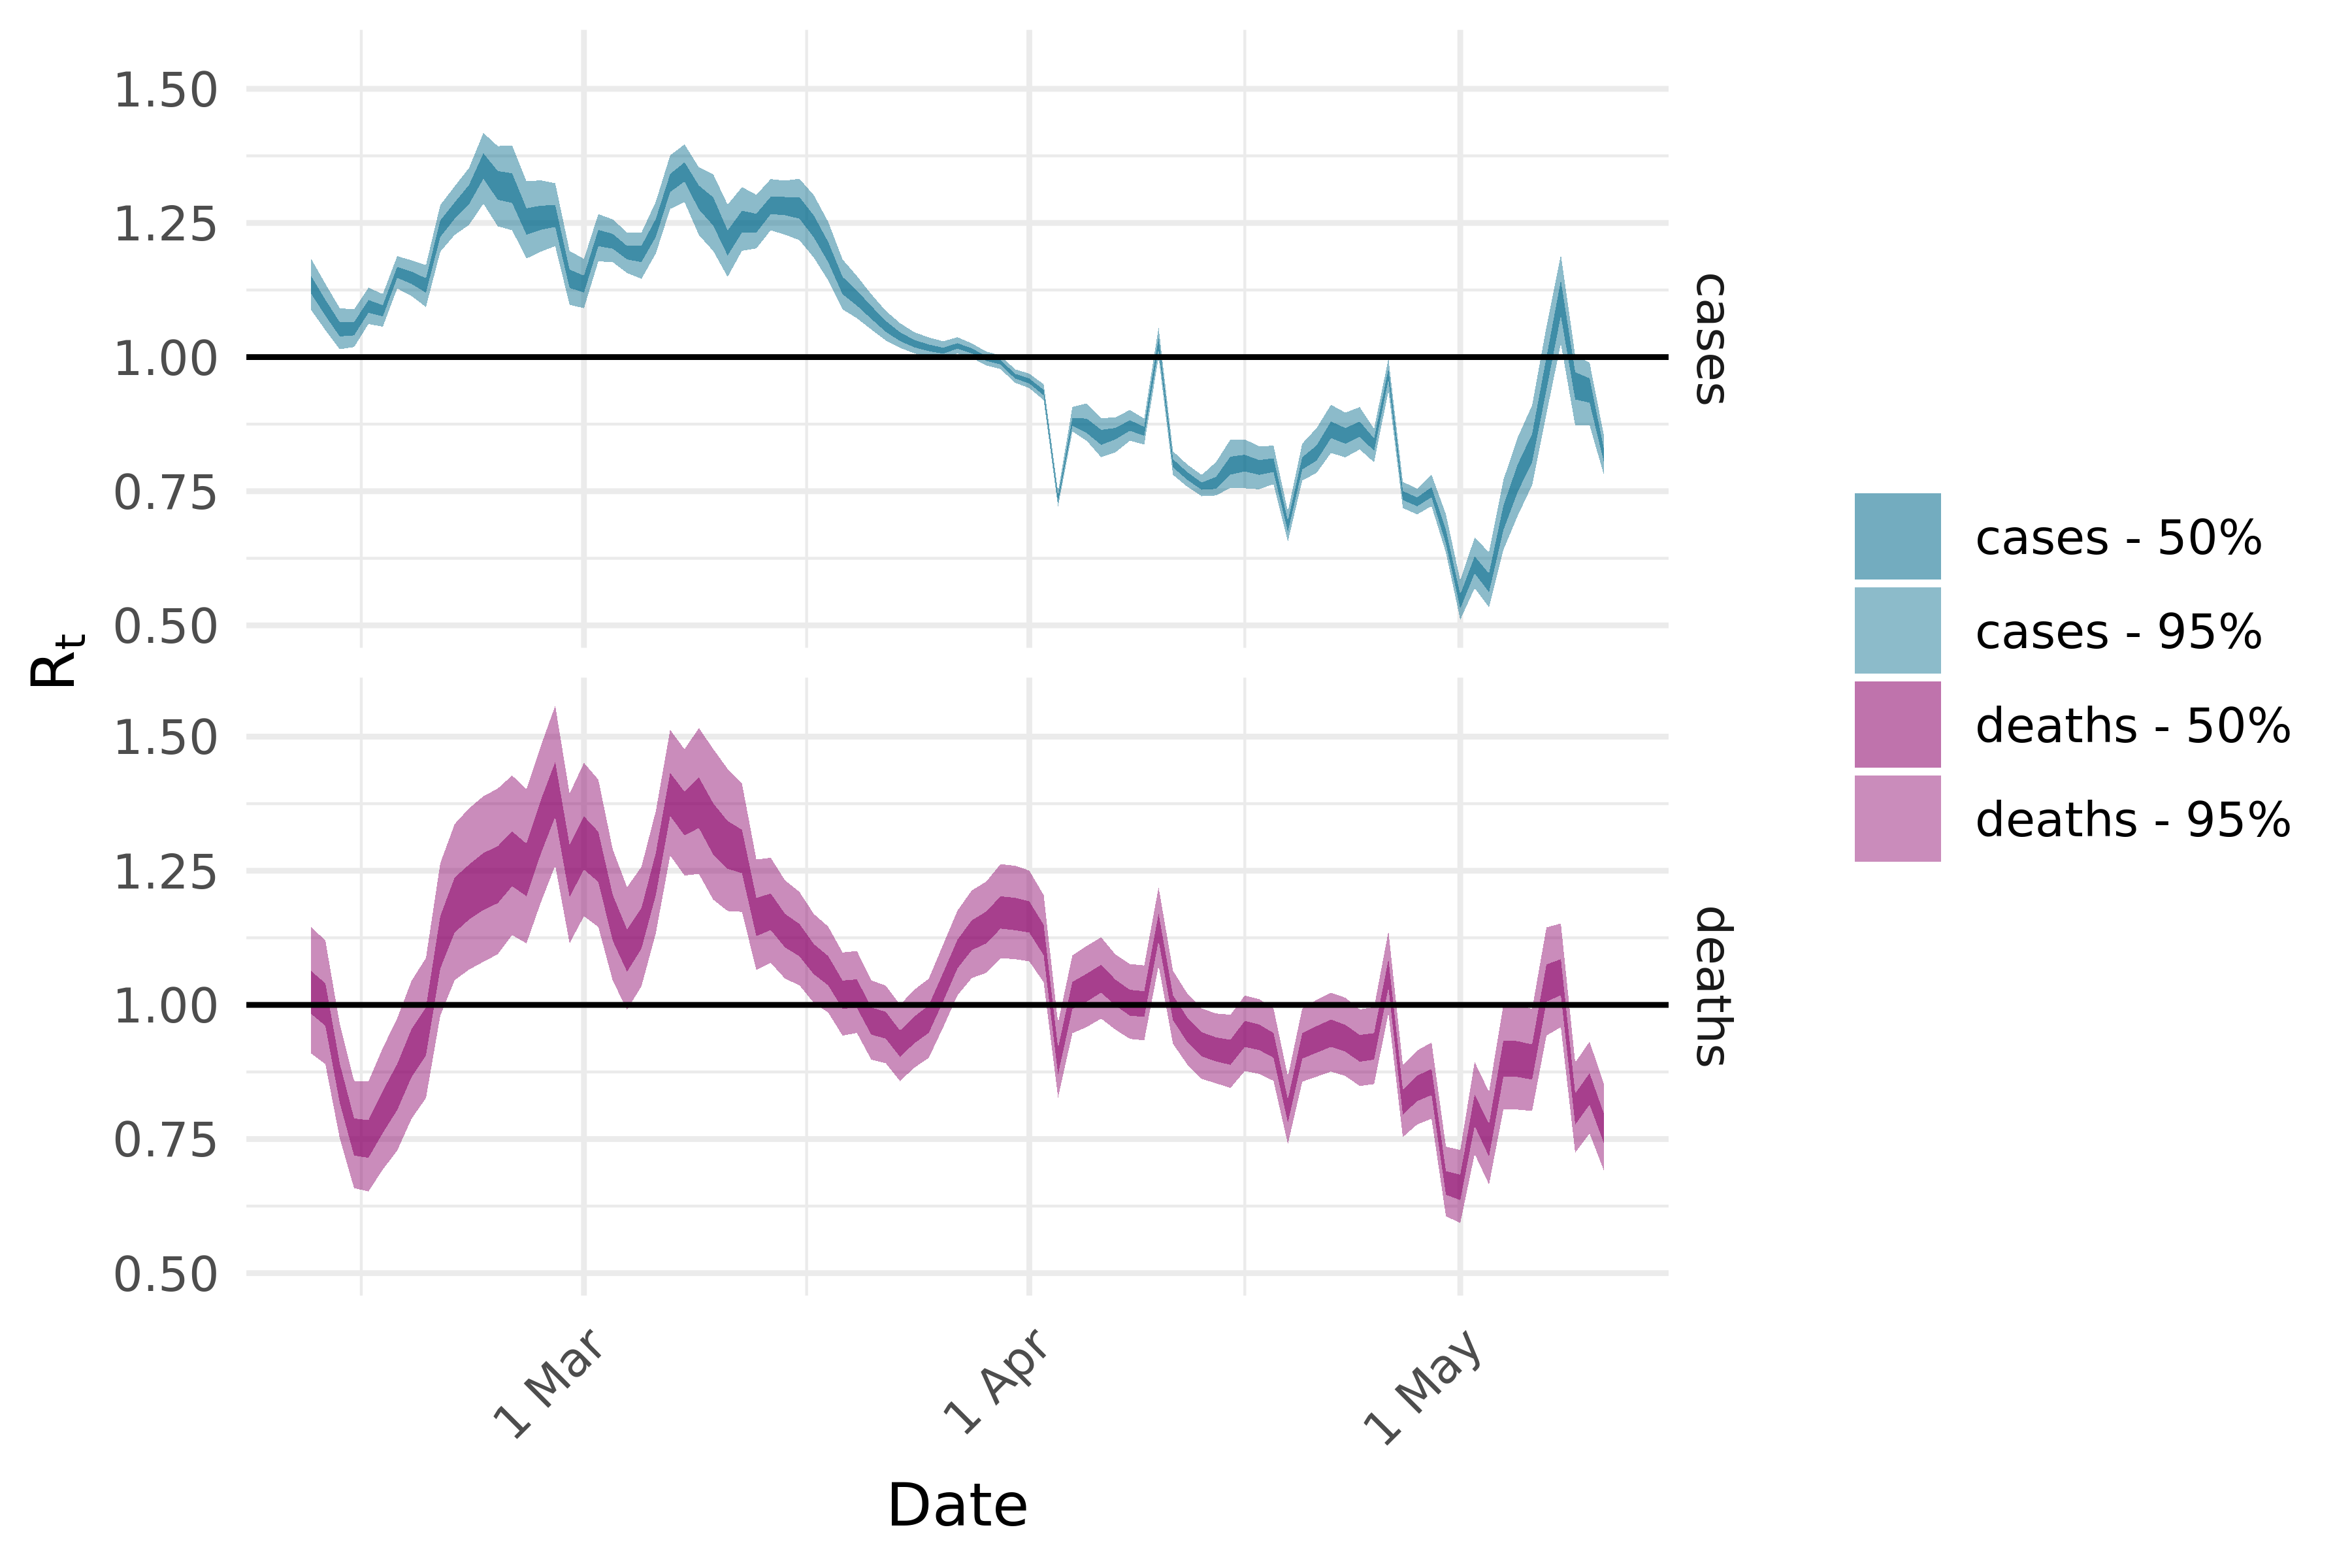 1.50
1.25
1.00
0.75
0.50
cases
1.50
1.25
1.00
0.75
0.50
deaths
Rt
1 Mar
1 Apr
1 May
Date
cases - 50%
cases - 95%
deaths - 50%
deaths - 95%